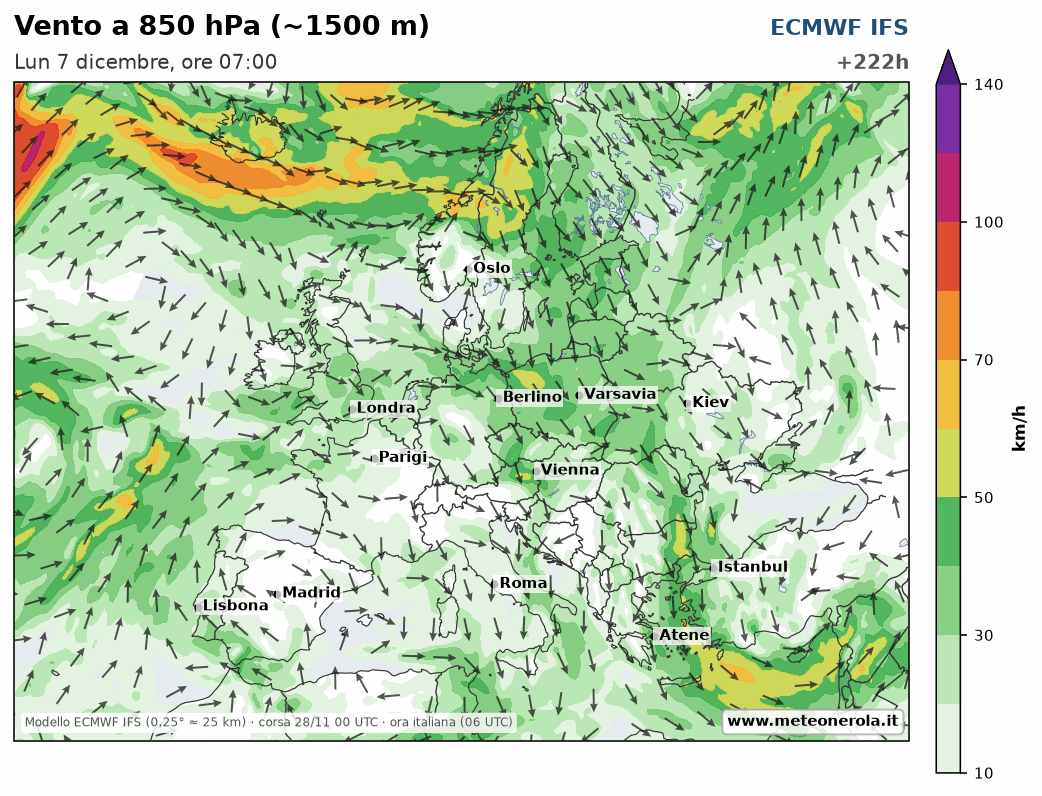 Vento a 850 hPa (~1500 m)
ECMWF IFS
Lun 7 dicembre, ore 07:00
+222h
140
100
70
50
30
10
km/h
Oslo
Londra
Berlino
Varsavia
Kiev
Parigi
Vienna
Istanbul
Roma
Madrid
Lisbona
Atene
Modello ECMWF IFS (0,25° ≈ 25 km) · corsa 28/11 00 UTC · ora italiana (06 UTC)
www.meteonerola.it